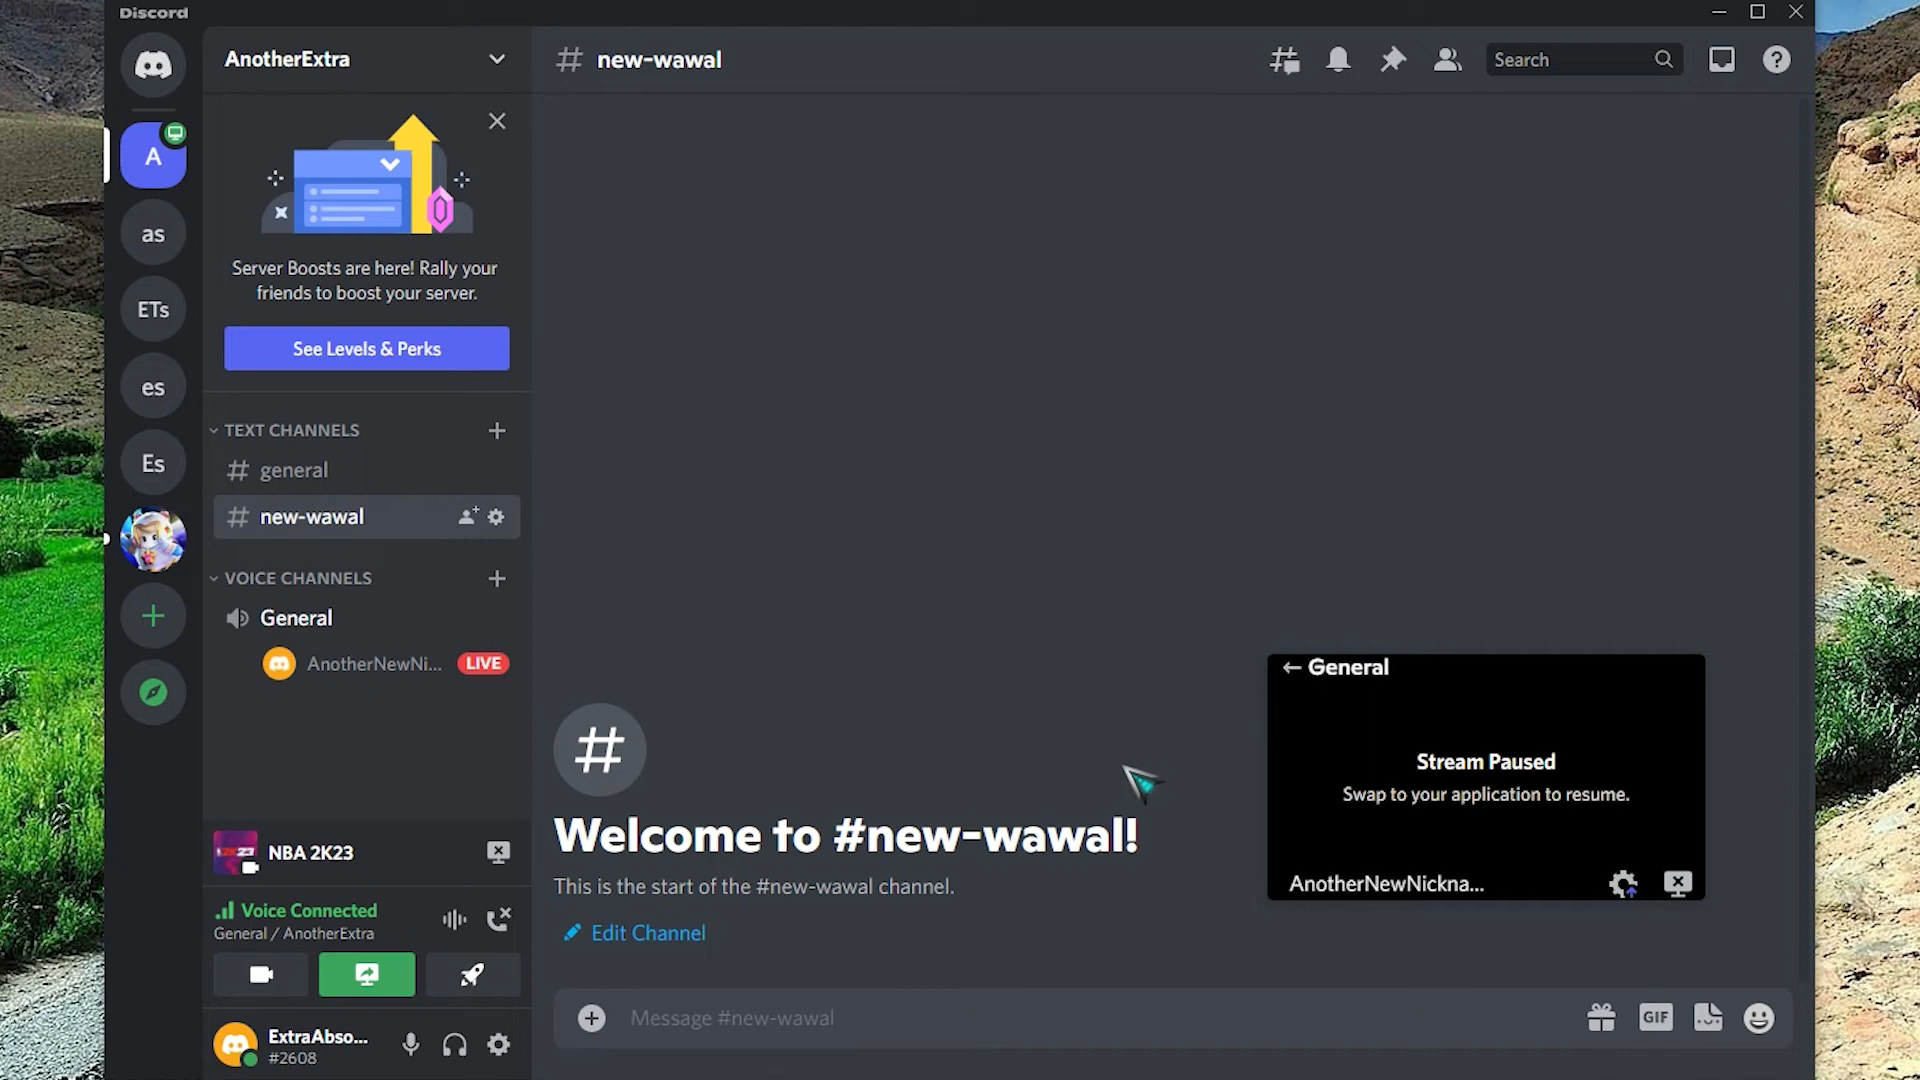 Discord
AnotherExtra
# new-wawal
Search
A
as
ETs
es
Es
Server Boosts are here! Rally your
friends to boost your server.
See Levels & Perks
TEXT CHANNELS
# general
# new-wawal
VOICE CHANNELS
General
AnotherNewNi... LIVE
2K23
NBA 2K23
Voice Connected
General / AnotherExtra
ExtraAbso...
#2608
#
Welcome to #new-wawal!
This is the start of the #new-wawal channel.
Edit Channel
← General
Stream Paused
Swap to your application to resume.
AnotherNewNickna...
Message #new-wawal
GIF